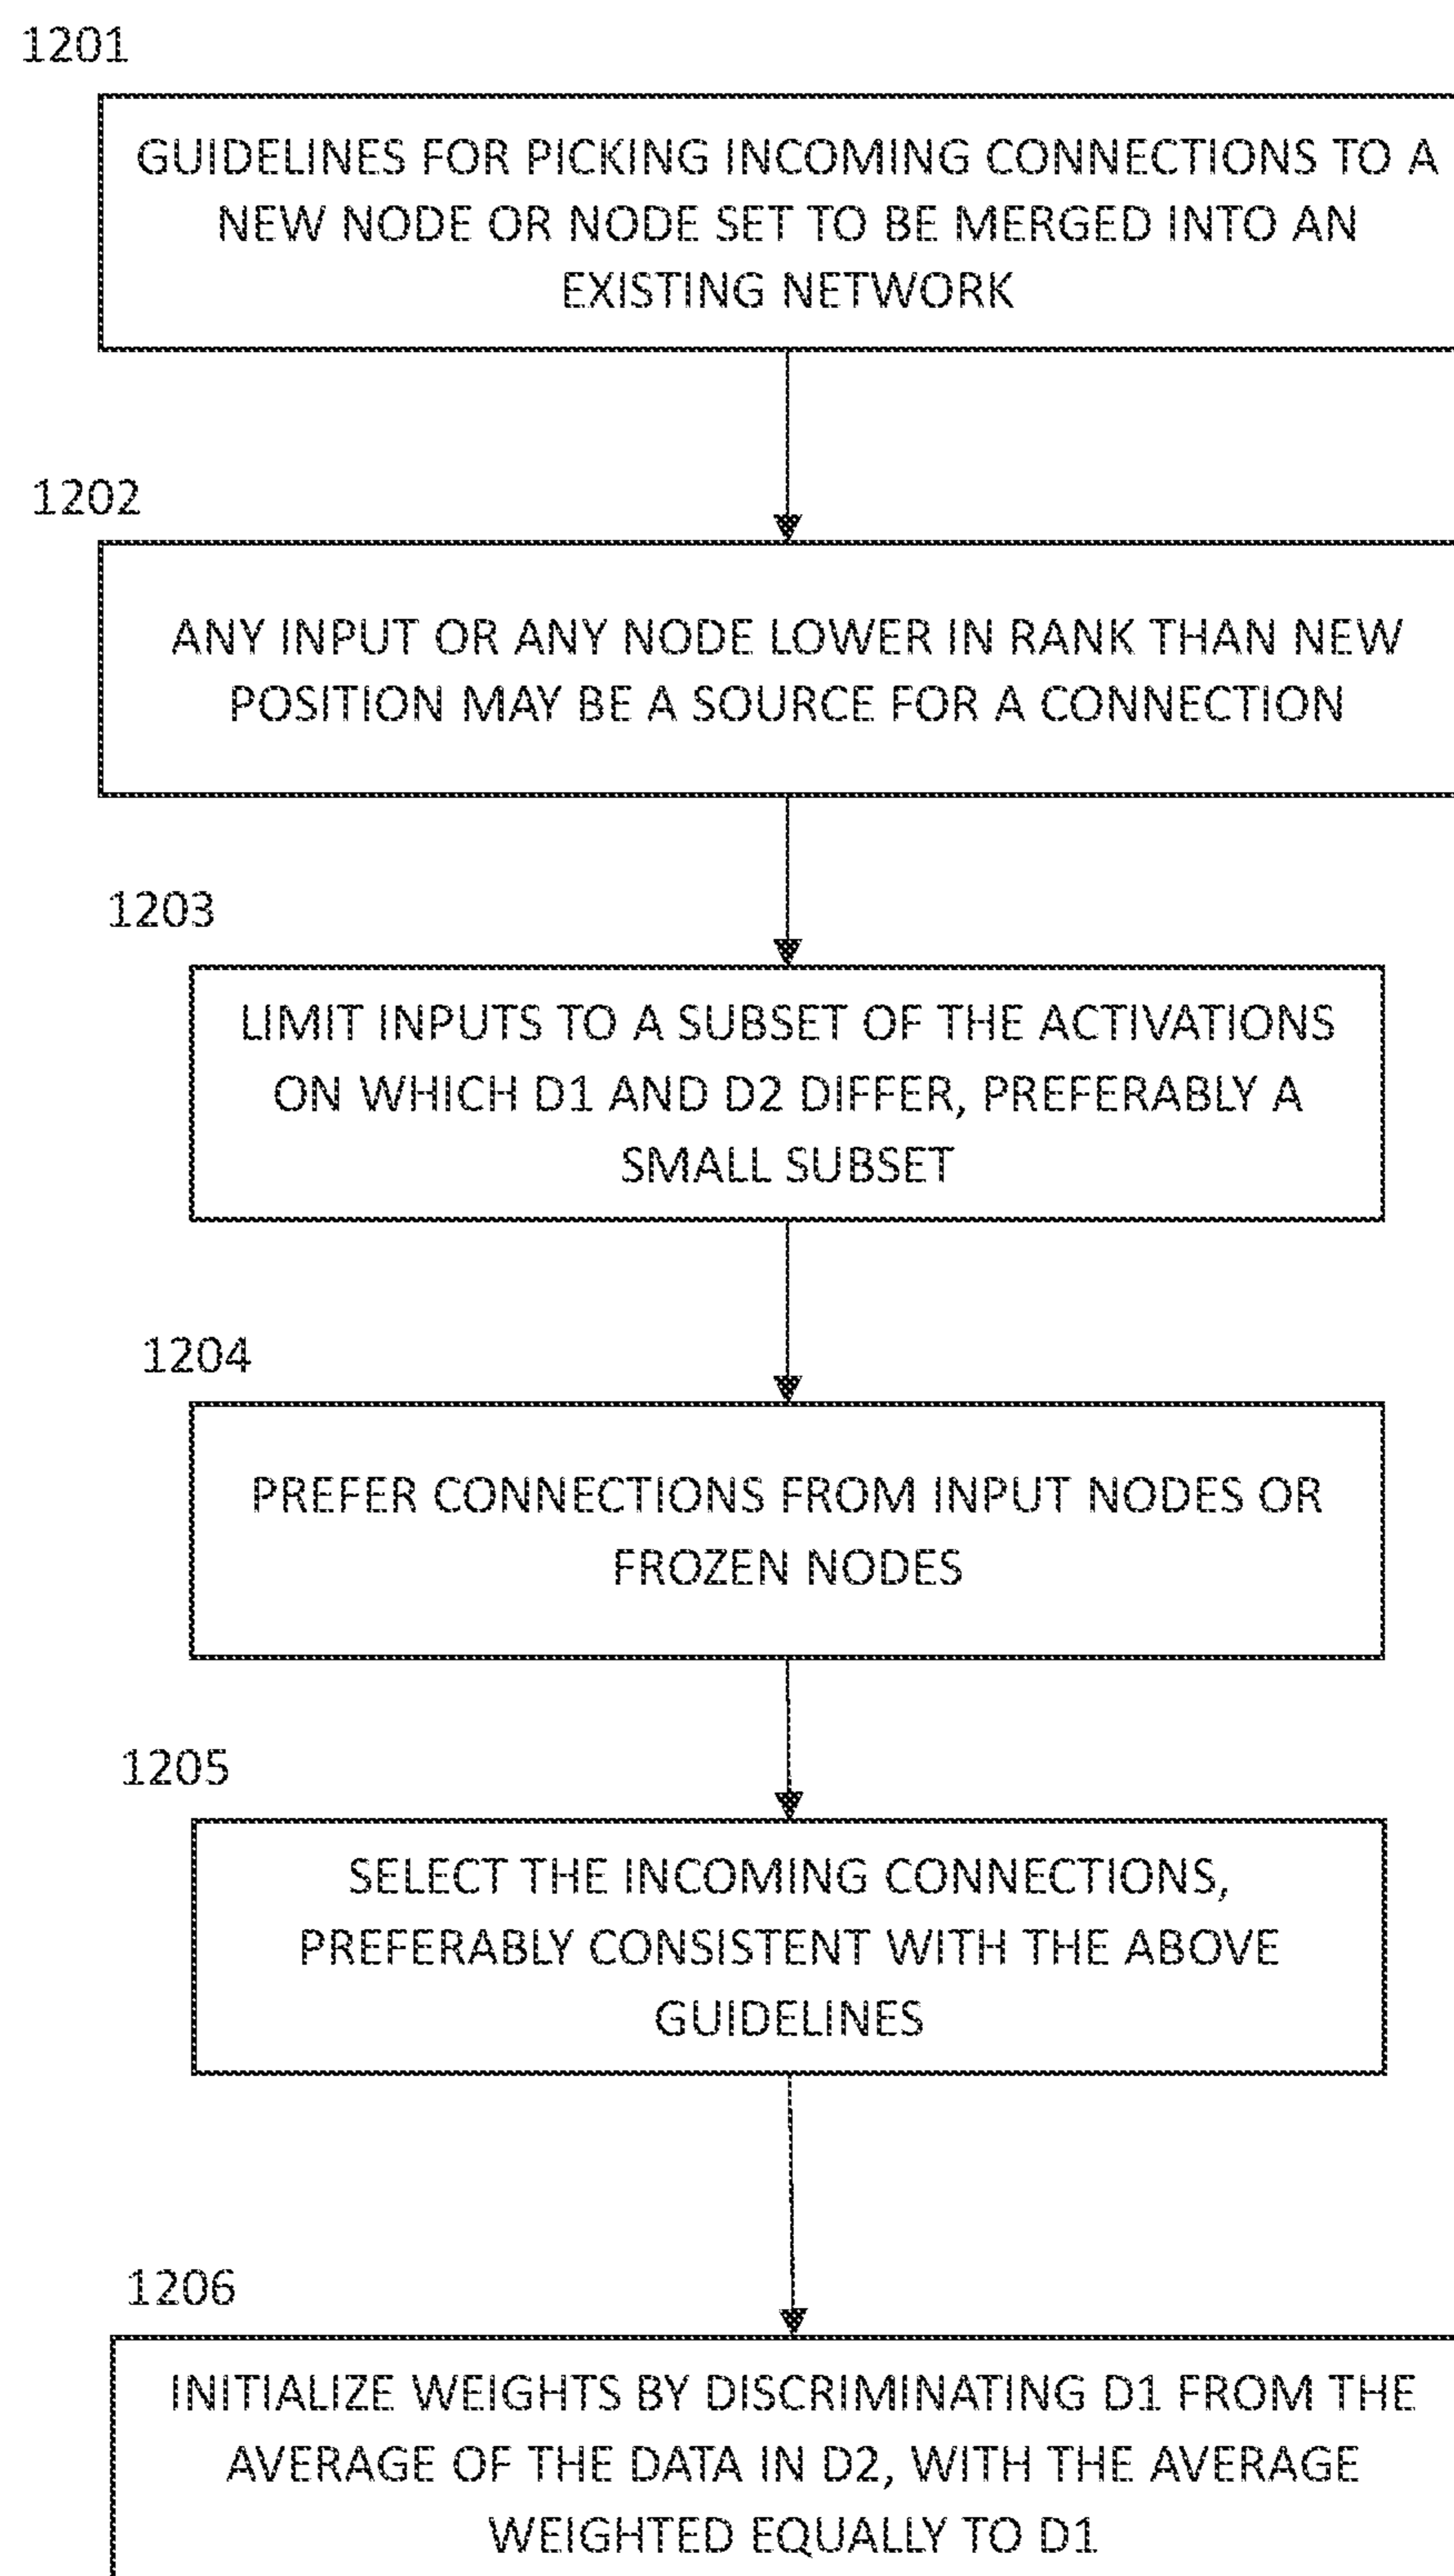 1201
GUIDELINES FOR PICKING INCOMING CONNECTIONS TO A
NEW NODE OR NODE SET TO BE MERGED INTO AN
EXISTING NETWORK
1202
ANY INPUT OR ANY NODE LOWER IN RANK THAN NEW
POSITION MAY BE A SOURCE FOR A CONNECTION
1203
LIMIT INPUTS TO A SUBSET OF THE ACTIVATIONS
ON WHICH D1 AND D2 DIFFER, PREFERABLY A
SMALL SUBSET
1204
PREFER CONNECTIONS FROM INPUT NODES OR
FROZEN NODES
1205
SELECT THE INCOMING CONNECTIONS,
PREFERABLY CONSISTENT WITH THE ABOVE
GUIDELINES
1206
INITIALIZE WEIGHTS BY DISCRIMINATING D1 FROM THE
AVERAGE OF THE DATA IN D2, WITH THE AVERAGE
WEIGHTED EQUALLY TO D1